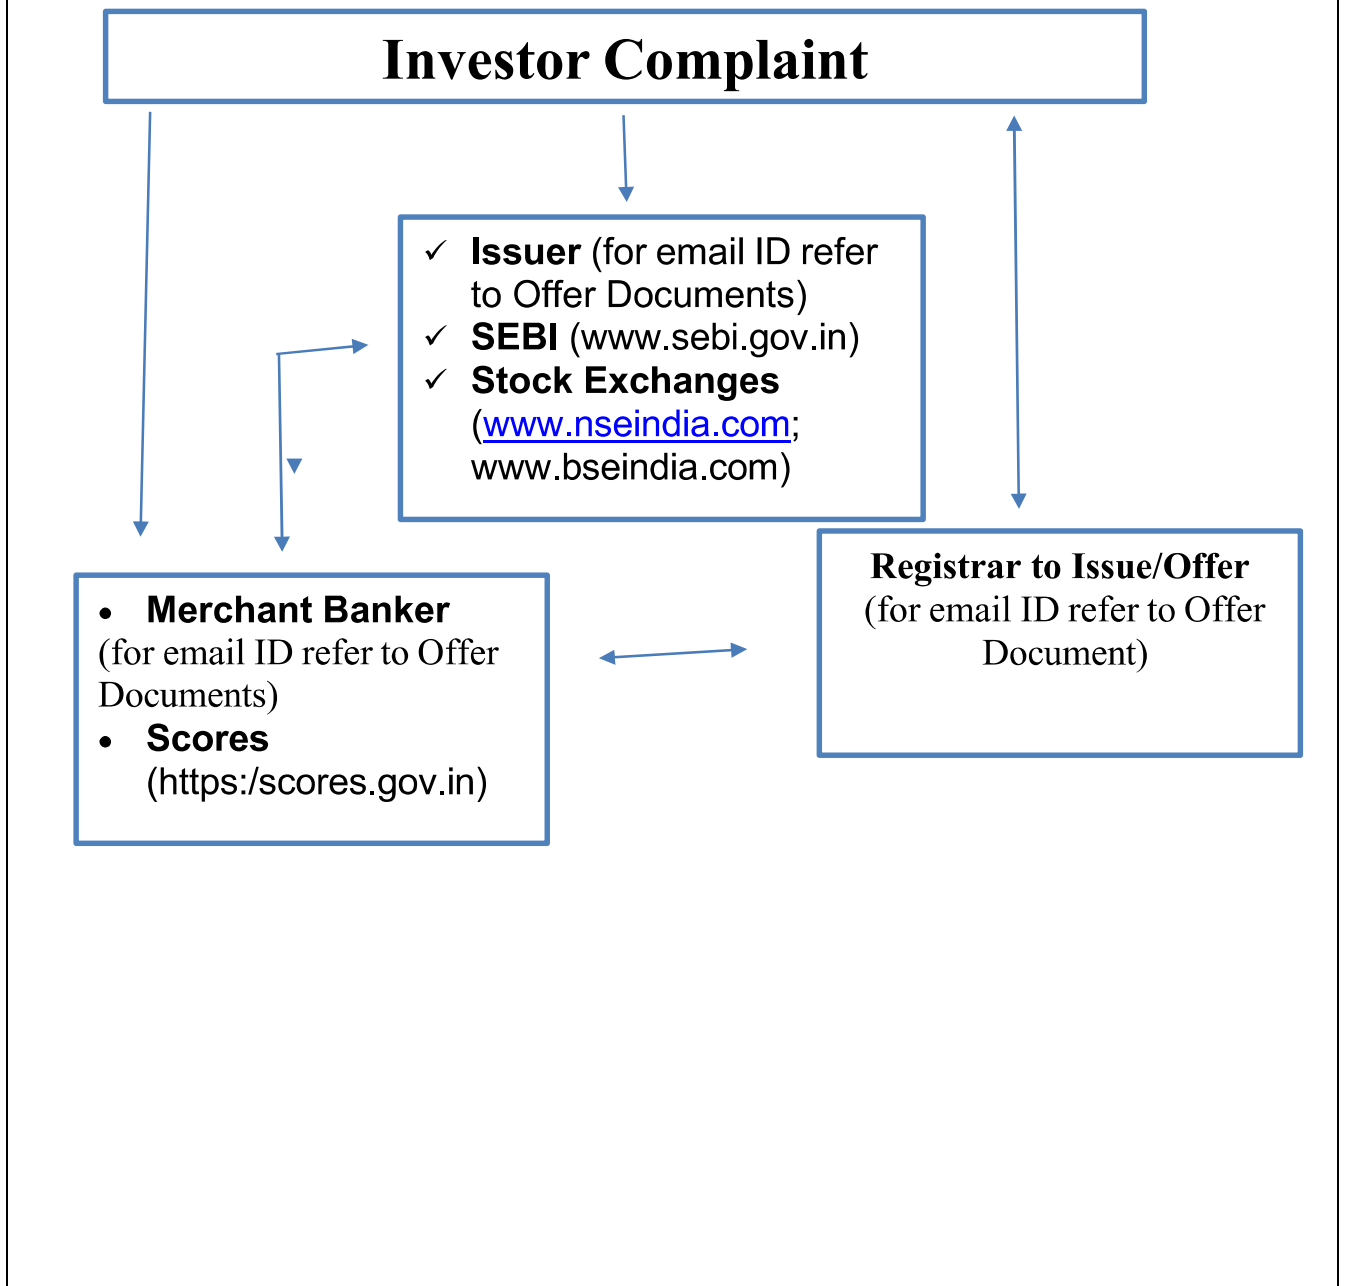 Investor Complaint
✓ Issuer (for email ID refer
to Offer Documents)
✓ SEBI (www.sebi.gov.in)
✓ Stock Exchanges
(www.nseindia.com;
www.bseindia.com)
• Merchant Banker
(for email ID refer to Offer
Documents)
• Scores
(https:/scores.gov.in)
Registrar to Issue/Offer
(for email ID refer to Offer
Document)